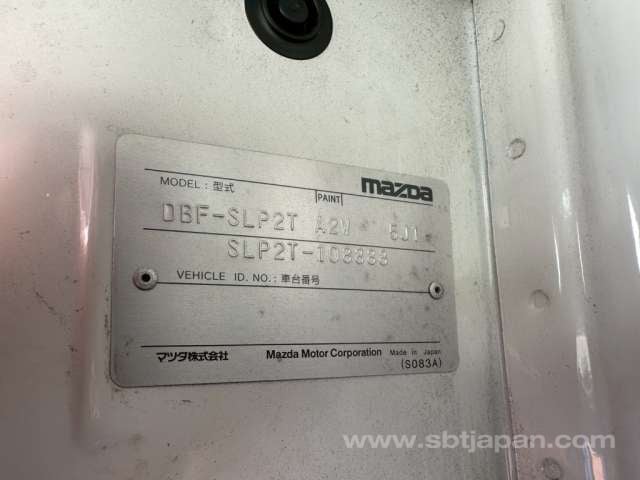 mazda
MODEL : 型式
PAINT
DBF-SLP2T A2W 5J1
SLP2T-108383
VEHICLE ID. NO. : 車台番号
マツダ株式会社 Mazda Motor Corporation Made in Japan
(S083A)
www.sbtjapan.com